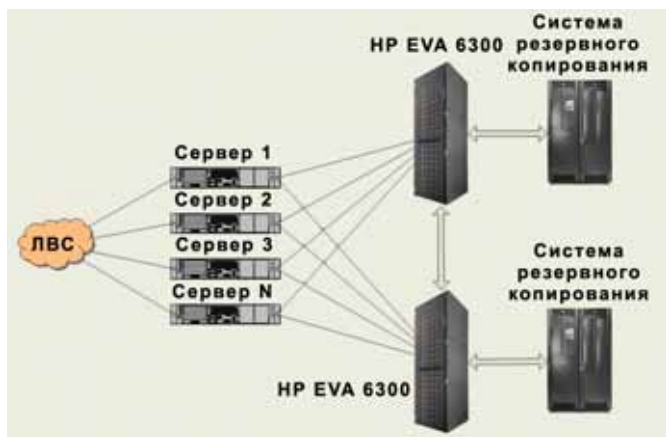 Система
резервного
копирования
HP EVA 6300
Сервер 1
Сервер 2
Сервер 3
Сервер N
ЛВС
Система
резервного
копирования
HP EVA 6300